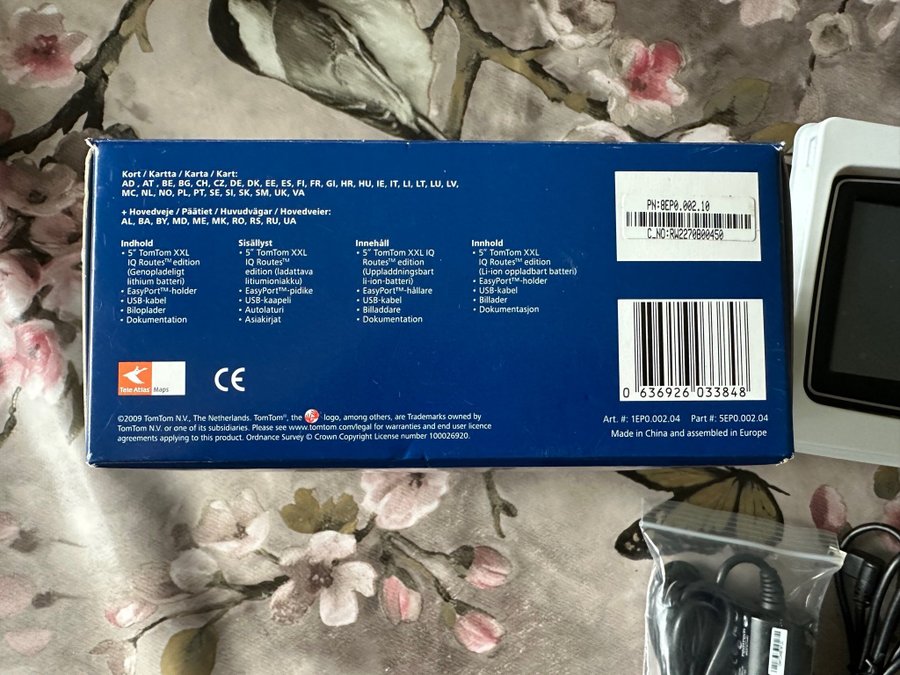 Kort / Kartta / Karta / Kart:
AD , AT , BE, BG, CH, CZ, DE, DK, EE, ES, FI, FR, GI, HR, HU, IE, IT, LI, LT, LU, LV,
MC, NL, NO, PL, PT, SE, SI, SK, SM, UK, VA
+ Hovedveje / Päätiet / Huvudvägar / Hovedveier:
AL, BA, BY, MD, ME, MK, RO, RS, RU, UA
Indhold
• 5" TomTom XXL
IQ Routes™ edition
(Genopladeligt
lithium batteri)
• EasyPort™-holder
• USB-kabel
• Biloplader
• Dokumentation
Sisällyst
• 5" TomTom XXL
IQ Routes™
edition (ladattava
litiumioniakku)
• EasyPort™-pidike
• USB-kaapeli
• Autolaturi
• Asiakirjat
Innehåll
• 5" TomTom XXL IQ
Routes™ edition
(Uppladdningsbart
li-ion-batteri)
• EasyPort™-hållare
• USB-kabel
• Billaddare
• Dokumentation
Innhold
• 5" TomTom XXL
IQ Routes™ edition
(Li-ion oppladbart batteri)
• EasyPort™-holder
• USB-kabel
• Billader
• Dokumentasjon
PN:8EP0.002.10
C_NO:RW2270B00450
0 636926 033848
Tele Atlas Maps
CE
©2009 TomTom N.V., The Netherlands. TomTom®, the logo, among others, are Trademarks owned by
TomTom N.V. or one of its subsidiaries. Please see www.tomtom.com/legal for warranties and end user licence
agreements applying to this product. Ordnance Survey © Crown Copyright License number 100026920.
Art. #: 1EP0.002.04 Part #: 5EP0.002.04
Made in China and assembled in Europe